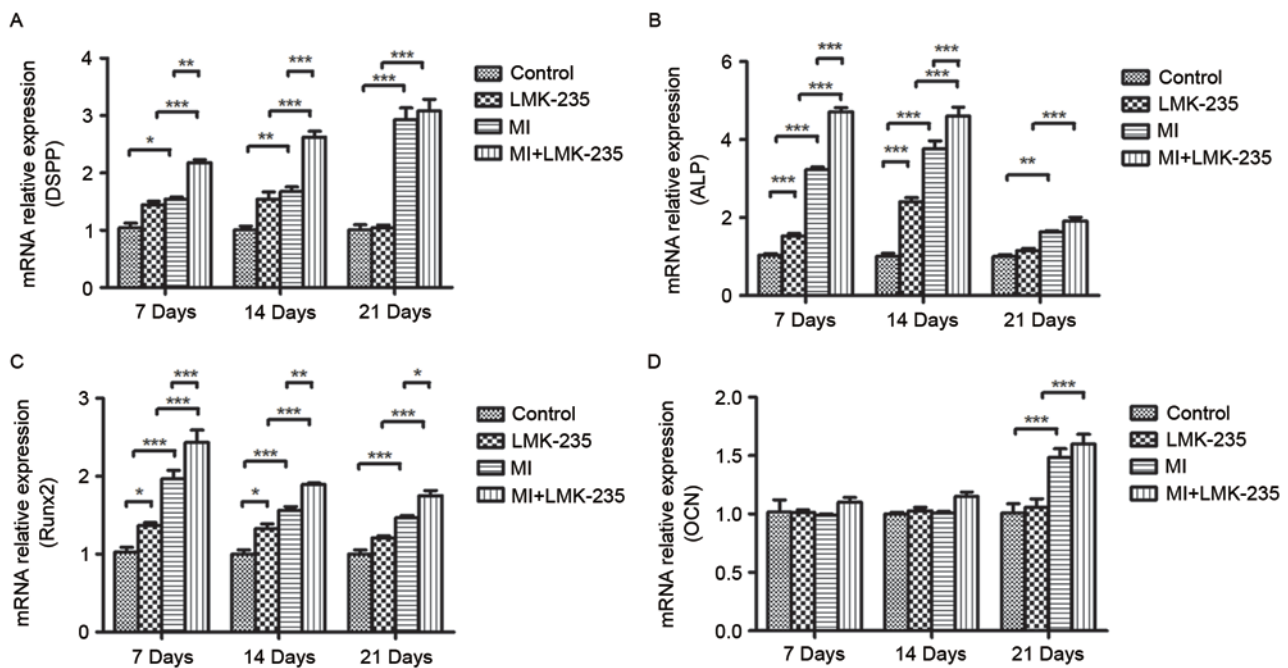 A
mRNA relative expression
(DSPP)
4
3
2
1
0
**
***
*
***
***
**
***
***
7 Days
14 Days
21 Days
Control
LMK-235
MI
MI+LMK-235
B
mRNA relative expression
(ALP)
6
4
2
0
***
***
***
***
***
***
***
***
***
**
7 Days
14 Days
21 Days
Control
LMK-235
MI
MI+LMK-235
C
mRNA relative expression
(Runx2)
3
2
1
0
***
***
***
*
**
***
***
*
*
***
***
7 Days
14 Days
21 Days
Control
LMK-235
MI
MI+LMK-235
D
mRNA relative expression
(OCN)
2.0
1.5
1.0
0.5
0.0
***
***
7 Days
14 Days
21 Days
Control
LMK-235
MI
MI+LMK-235